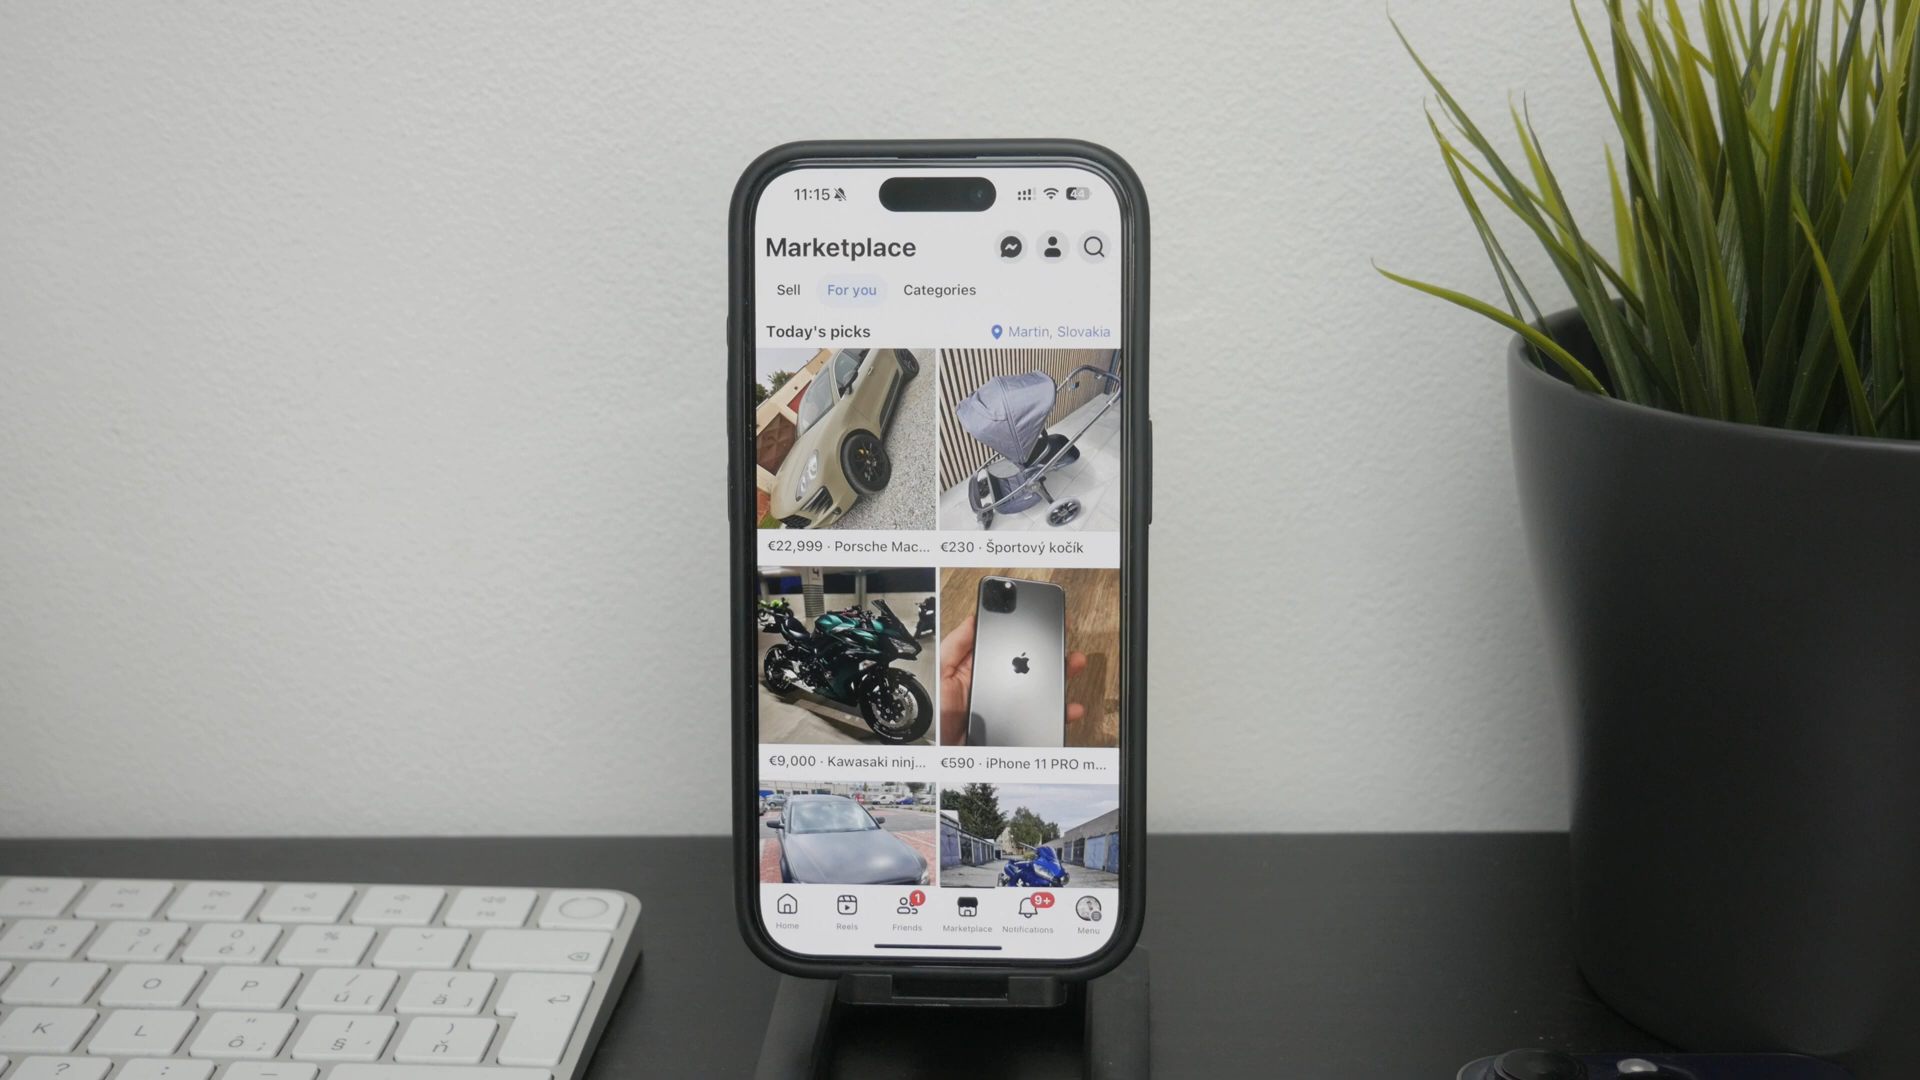 11:15
44
Marketplace
Sell For you Categories
Today's picks Martin, Slovakia
€22,999 · Porsche Mac... €230 · Športový kočík
€9,000 · Kawasaki ninj... €590 · iPhone 11 PRO m...
1 9+
Home Reels Friends Marketplace Notifications Menu
I O P ú ä
K L ô § ň